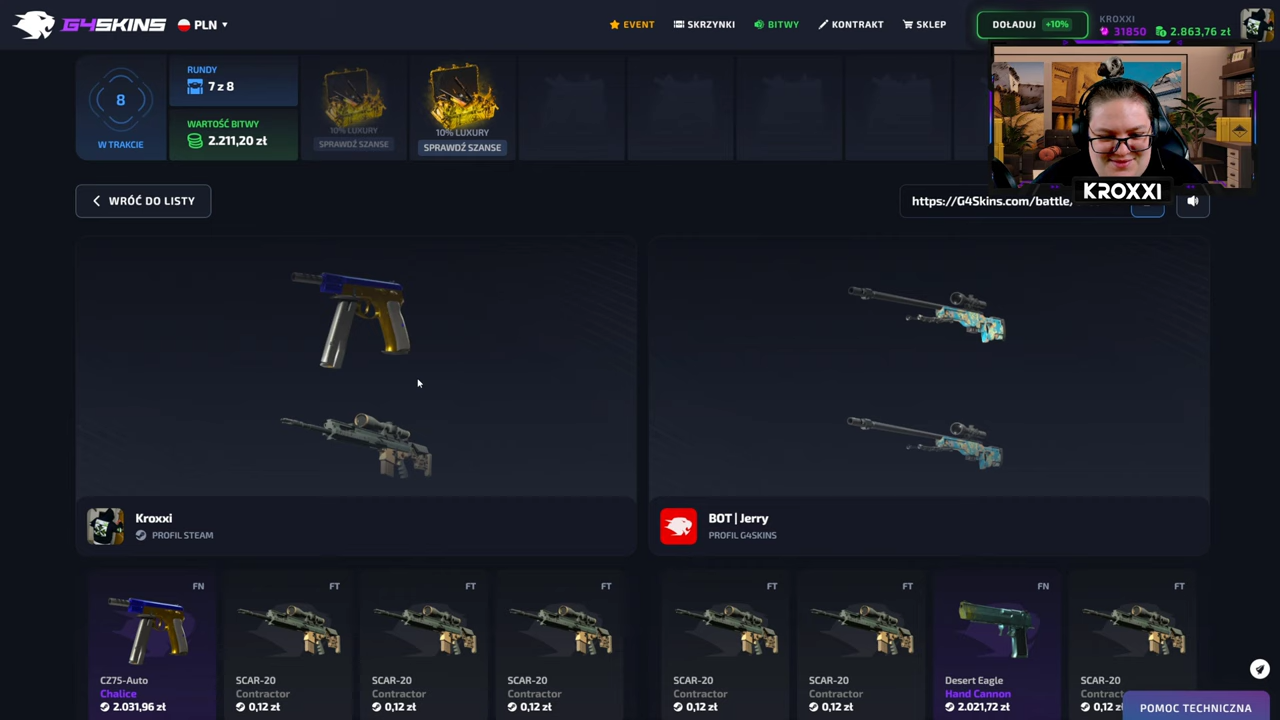 G4SKINS
PLN
EVENT
SKRZYNKI
BITWY
KONTRAKT
SKLEP
DOŁADUJ +10%
KROXXI
31850
2.863,76 zł
8
W TRAKCIE
RUNDY
7 z 8
WARTOŚĆ BITWY
2.211,20 zł
10% LUXURY
SPRAWDŹ SZANSE
10% LUXURY
SPRAWDŹ SZANSE
KROXXI
WRÓĆ DO LISTY
https://G4Skins.com/battle/
Kroxxi
PROFIL STEAM
BOT | Jerry
PROFIL G4SKINS
FN
CZ75-Auto
Chalice
2.031,96 zł
FT
SCAR-20
Contractor
0,12 zł
FT
SCAR-20
Contractor
0,12 zł
FT
SCAR-20
Contractor
0,12 zł
FT
SCAR-20
Contractor
0,12 zł
FT
SCAR-20
Contractor
0,12 zł
FN
Desert Eagle
Hand Cannon
2.021,72 zł
FT
SCAR-20
0,12 zł
POMOC TECHNICZNA